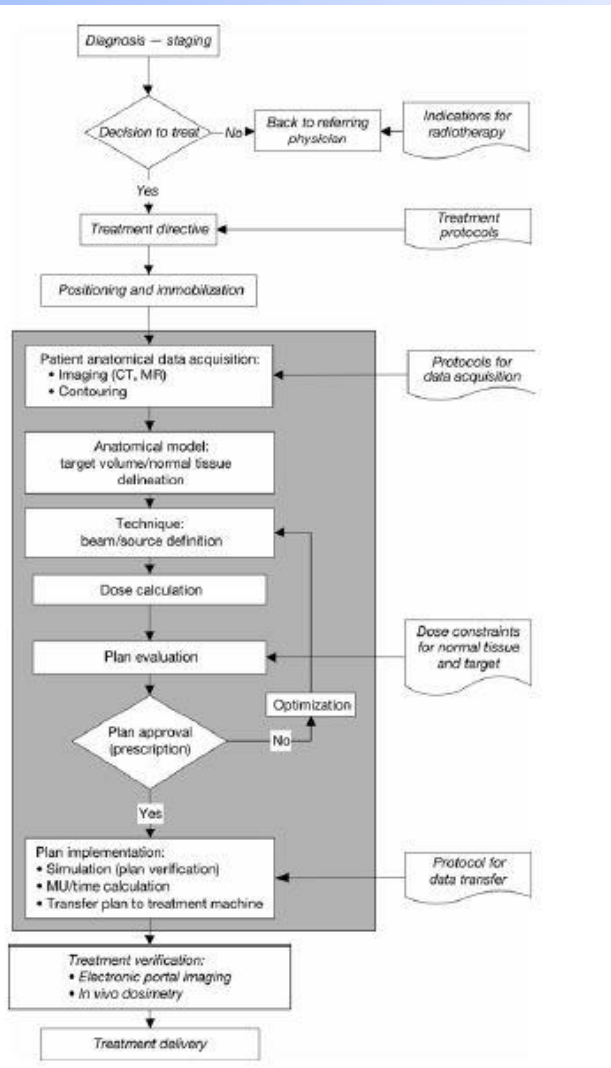 Diagnosis — staging
Decision to treat
No
Back to referring
physician
Indications for
radiotherapy
Yes
Treatment directive
Treatment
protocols
Positioning and immobilization
Patient anatomical data acquisition:
• Imaging (CT, MR)
• Contouring
Protocols for
data acquisition
Anatomical model:
target volume/normal tissue
delineation
Technique:
beam/source definition
Dose calculation
Plan evaluation
Dose constraints
for normal tissue
and target
Optimization
Plan approval
(prescription)
No
Yes
Plan implementation:
• Simulation (plan verification)
• MU/time calculation
• Transfer plan to treatment machine
Protocol for
data transfer
Treatment verification:
• Electronic portal imaging
• In vivo dosimetry
Treatment delivery